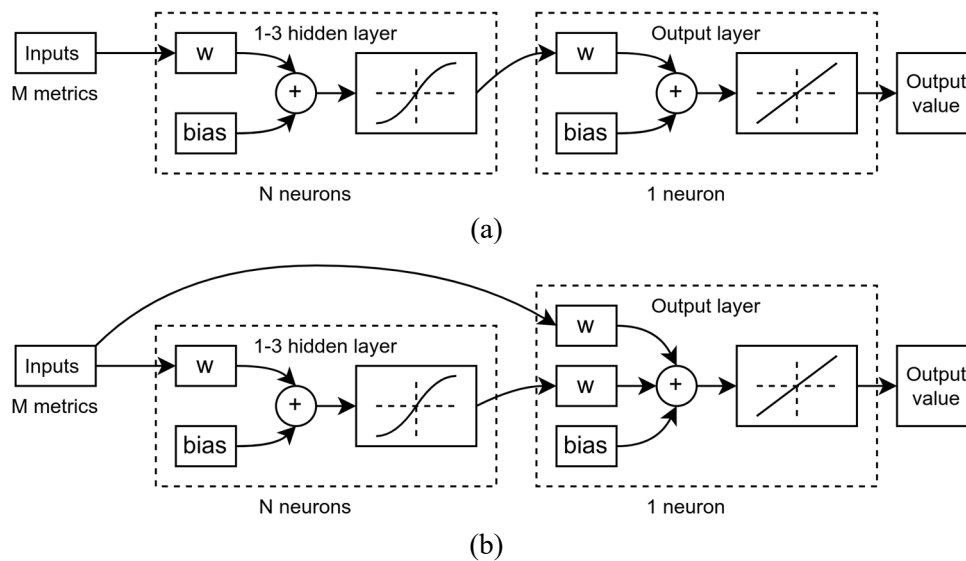 1-3 hidden layer
Output layer
Inputs
w
w
Output
value
M metrics
+
+
bias
bias
N neurons
1 neuron
(a)
Output layer
w
1-3 hidden layer
Inputs
w
w
+
Output
value
M metrics
+
bias
bias
N neurons
1 neuron
(b)